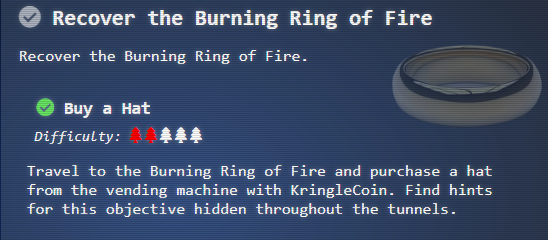 Recover the Burning Ring of Fire
Recover the Burning Ring of Fire.
Buy a Hat
Difficulty:
Travel to the Burning Ring of Fire and purchase a hat
from the vending machine with KringleCoin. Find hints
for this objective hidden throughout the tunnels.